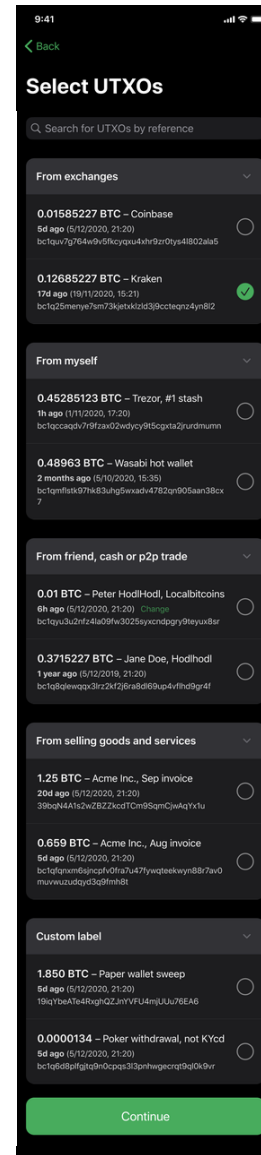 9:41
Back
Select UTXOs
Search for UTXOs by reference
From exchanges
0.01585227 BTC – Coinbase
5d ago (5/12/2020, 21:20)
bc1quv7g764w9v5fkcyqxu4xhr9zr0tys4l802ala5
0.12685227 BTC – Kraken
17d ago (19/11/2020, 15:21)
bc1q25menye7sm73kjetxklzld3j9ccteqnz4yn8l2
From myself
0.45285123 BTC – Trezor, #1 stash
1h ago (1/11/2020, 17:20)
bc1qccaqdv7r9fzax02wdycy9t5cgxta2jrurdmumn
0.48963 BTC – Wasabi hot wallet
2 months ago (5/10/2020, 15:35)
bc1qmflstk97hk83uhg5wxadv4782qn905aan38cx
7
From friend, cash or p2p trade
0.01 BTC – Peter HodlHodl, Localbitcoins
6h ago (5/12/2020, 21:20) Change
bc1qyu3u2nfz4la09fw3025syxcndpgry9teyux8sr
0.3715227 BTC – Jane Doe, Hodlhodl
1 year ago (5/12/2019, 21:20)
bc1q8qlewqqx3lrz2kf2j6ra8dl69up4vflhd9gr4f
From selling goods and services
1.25 BTC – Acme Inc., Sep invoice
20d ago (5/12/2020, 21:20)
39bqN4A1s2wZBZZkcdTCm9SqmCjwAqYx1u
0.659 BTC – Acme Inc., Aug invoice
5d ago (5/12/2020, 21:20)
bc1qfqnxm6sjncpfv0fra7u47fywqteekwyn88r7av0
muvwuzudqyd3q9fmh8t
Custom label
1.850 BTC – Paper wallet sweep
5d ago (5/12/2020, 21:20)
19iqYbeATe4RxghQZJnYVFU4mjUUu76EA6
0.0000134 – Poker withdrawal, not KYcd
5d ago (5/12/2020, 21:20)
bc1q6d8plfgjtq9n0cpqs3l3pnhwgecrqt9ql0k9vr
Continue